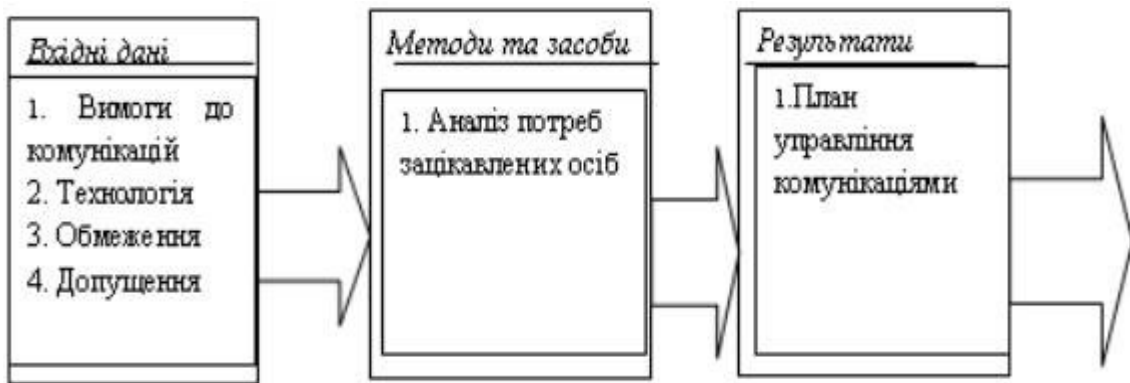 Вхідні дані
1. Вимоги до
комунікацій
2. Технологія
3. Обмеження
4. Допущення
Методи та засоби
1. Аналіз потреб
зацікавлених осіб
Результати
1.План
управління
комунікаціями